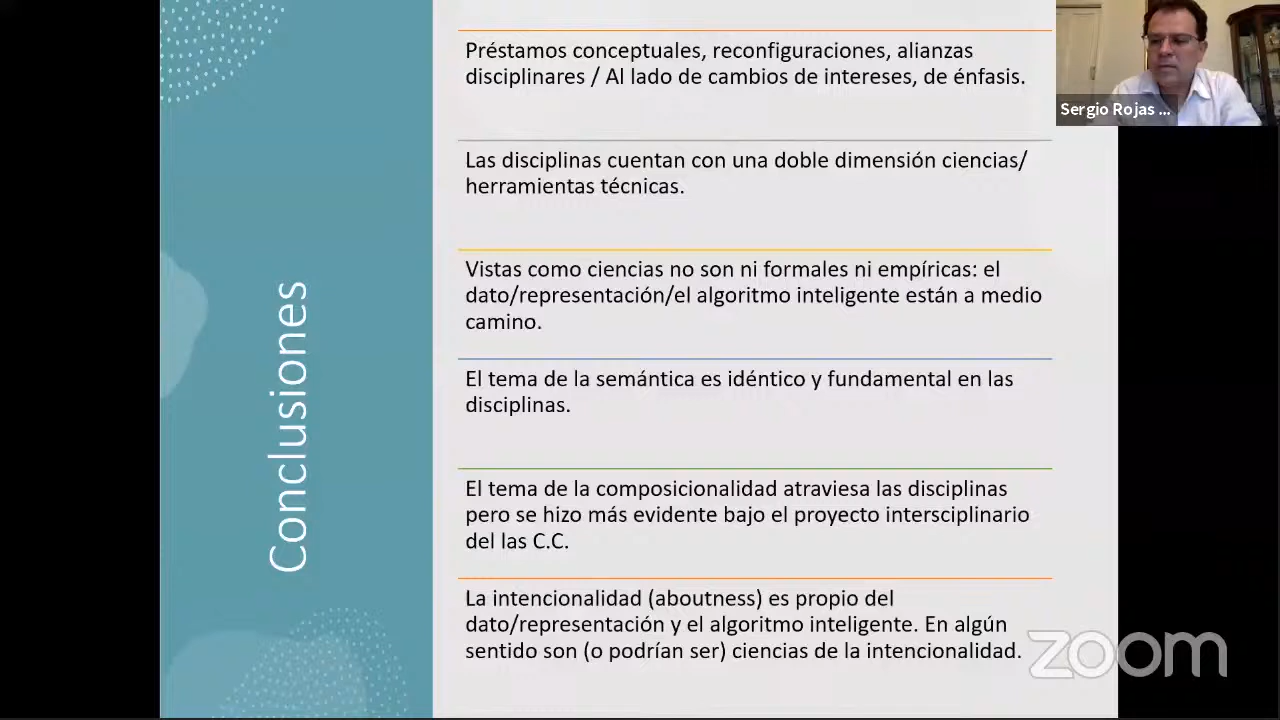 Conclusiones
Préstamos conceptuales, reconfiguraciones, alianzas
disciplinares / Al lado de cambios de intereses, de énfasis.
Las disciplinas cuentan con una doble dimensión ciencias/
herramientas técnicas.
Vistas como ciencias no son ni formales ni empíricas: el
dato/representación/el algoritmo inteligente están a medio
camino.
El tema de la semántica es idéntico y fundamental en las
disciplinas.
El tema de la composicionalidad atraviesa las disciplinas
pero se hizo más evidente bajo el proyecto intersciplinario
del las C.C.
La intencionalidad (aboutness) es propio del
dato/representación y el algoritmo inteligente. En algún
sentido son (o podrían ser) ciencias de la intencionalidad.
Sergio Rojas ...
zoom